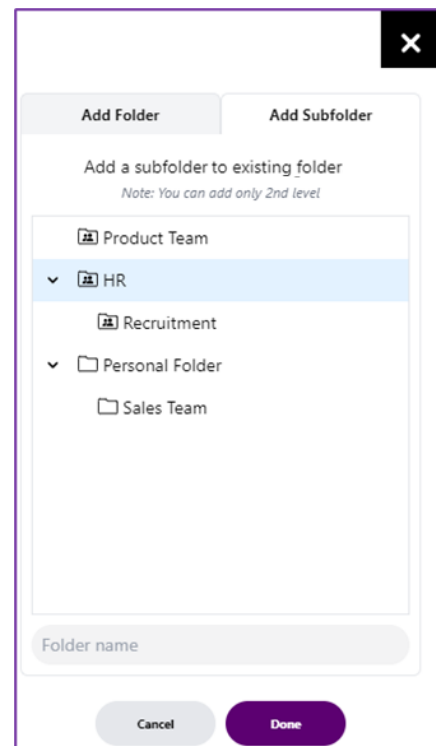 Add Folder
Add Subfolder
Add a subfolder to existing folder
Note: You can add only 2nd level
Product Team
HR
Recruitment
Personal Folder
Sales Team
Folder name
Cancel
Done